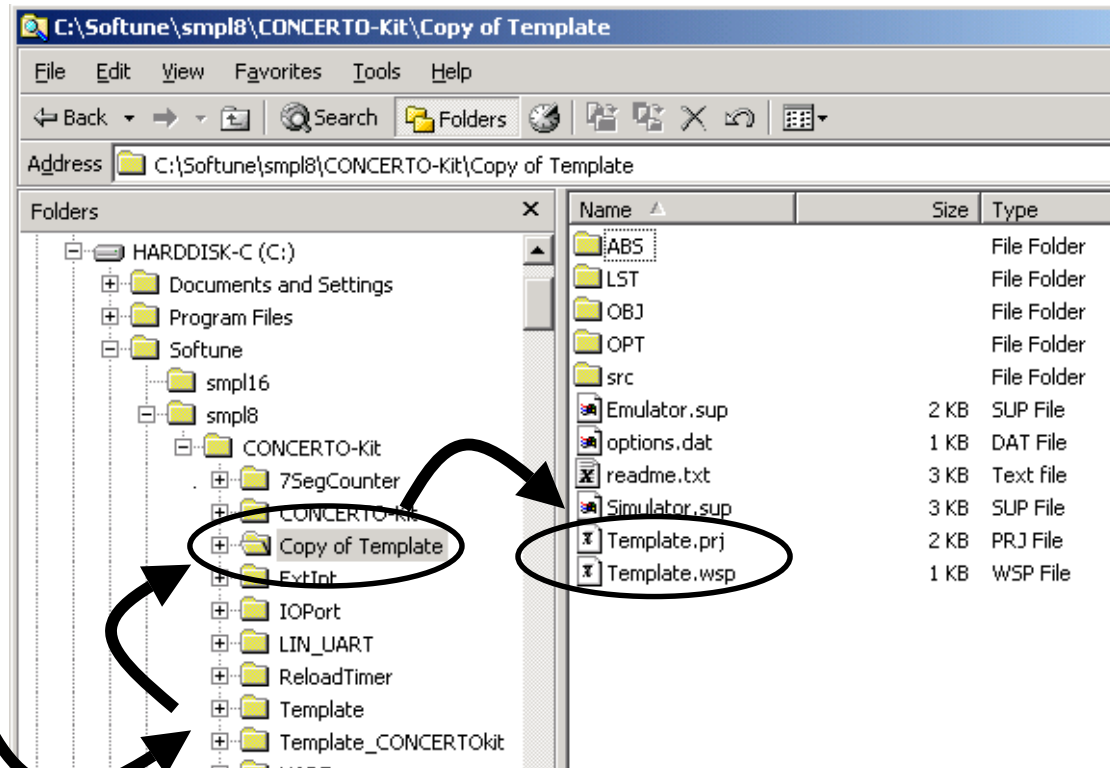 C:\Softune\smpl8\CONCERTO-Kit\Copy of Template
File Edit View Favorites Tools Help
Back Search Folders
Address C:\Softune\smpl8\CONCERTO-Kit\Copy of Template
Folders
HARDDISK-C (C:)
Documents and Settings
Program Files
Softune
smpl16
smpl8
CONCERTO-Kit
7SegCounter
CONCERTO-Kit
Copy of Template
ExtInt
IOPort
LIN_UART
ReloadTimer
Template
Template_CONCERTOkit
Name Size Type
ABS File Folder
LST File Folder
OBJ File Folder
OPT File Folder
src File Folder
Emulator.sup 2 KB SUP File
options.dat 1 KB DAT File
readme.txt 3 KB Text file
Simulator.sup 3 KB SUP File
Template.prj 2 KB PRJ File
Template.wsp 1 KB WSP File